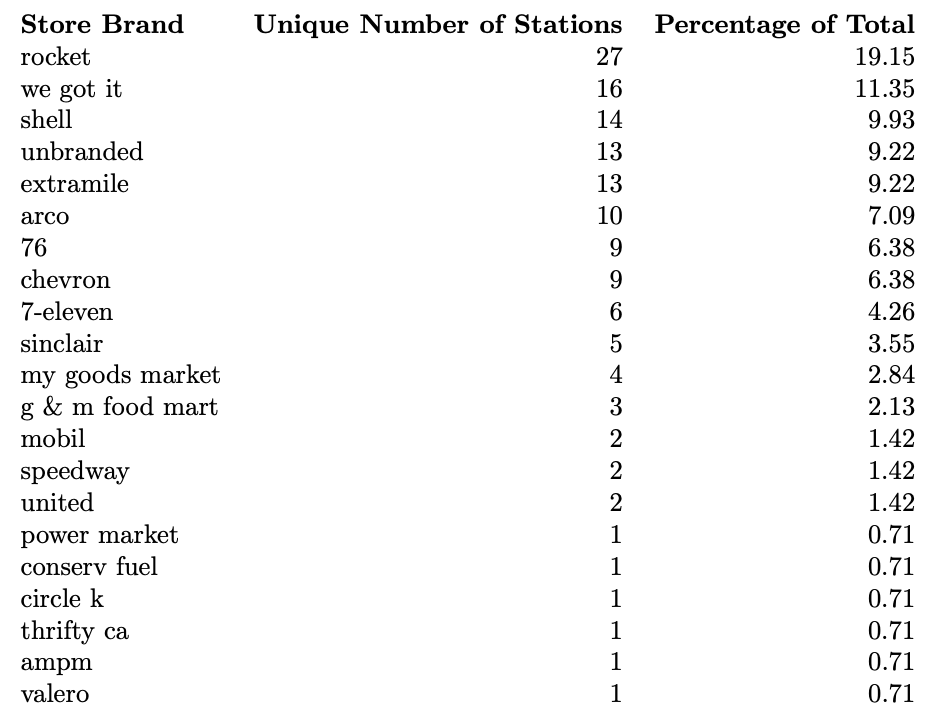 Store Brand Unique Number of Stations Percentage of Total
rocket 27 19.15
we got it 16 11.35
shell 14 9.93
unbranded 13 9.22
extramile 13 9.22
arco 10 7.09
76 9 6.38
chevron 9 6.38
7-eleven 6 4.26
sinclair 5 3.55
my goods market 4 2.84
g & m food mart 3 2.13
mobil 2 1.42
speedway 2 1.42
united 2 1.42
power market 1 0.71
conserv fuel 1 0.71
circle k 1 0.71
thrifty ca 1 0.71
ampm 1 0.71
valero 1 0.71